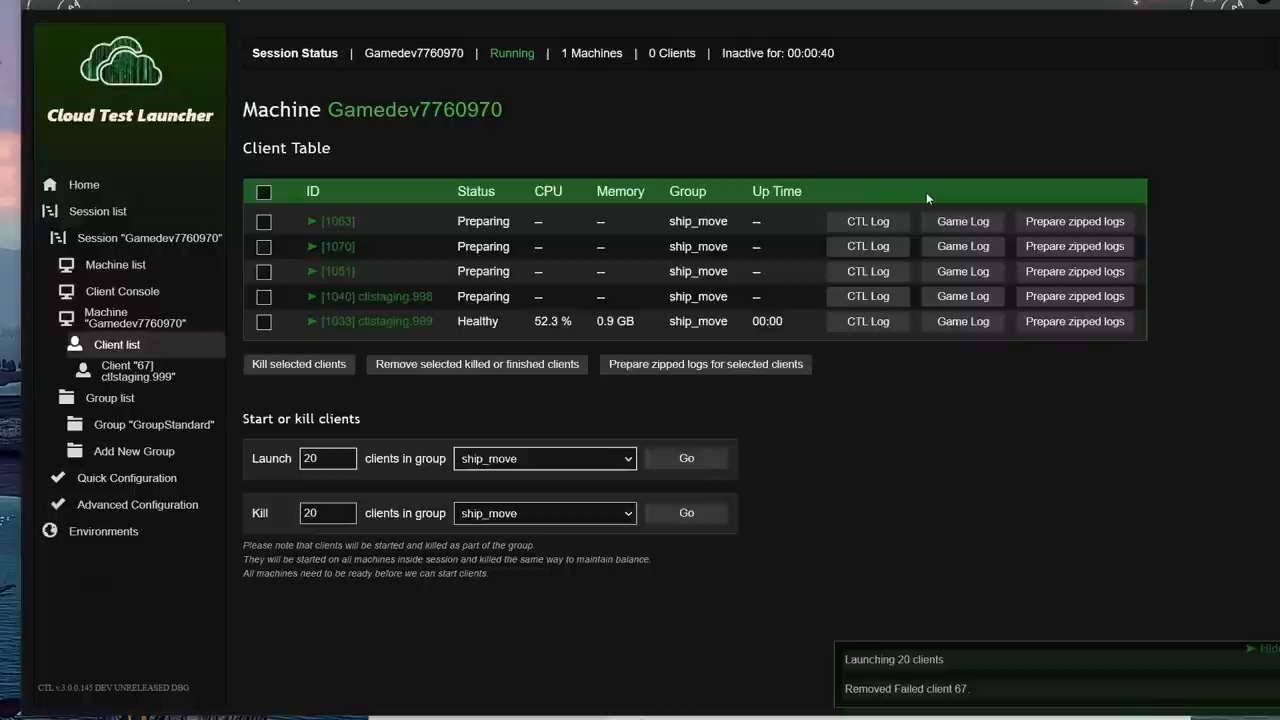 Session Status | Gamedev7760970 | Running | 1 Machines | 0 Clients | Inactive for: 00:00:40
Cloud Test Launcher
Home
Session list
Session "Gamedev7760970"
Machine list
Client Console
Machine
"Gamedev7760970"
Client list
Client "67]
ctlstaging.999"
Group list
Group "GroupStandard"
Add New Group
Quick Configuration
Advanced Configuration
Environments
CTL v.3.0.0.145 DEV UNRELEASED DBG
Machine Gamedev7760970
Client Table
ID Status CPU Memory Group Up Time
[1063] Preparing -- -- ship_move -- CTL Log Game Log Prepare zipped logs
[1070] Preparing -- -- ship_move -- CTL Log Game Log Prepare zipped logs
[1051] Preparing -- -- ship_move -- CTL Log Game Log Prepare zipped logs
[1040] ctlstaging.998 Preparing -- -- ship_move -- CTL Log Game Log Prepare zipped logs
[1033] ctlstaging.999 Healthy 52.3 % 0.9 GB ship_move 00:00 CTL Log Game Log Prepare zipped logs
Kill selected clients Remove selected killed or finished clients Prepare zipped logs for selected clients
Start or kill clients
Launch 20 clients in group ship_move Go
Kill 20 clients in group ship_move Go
Please note that clients will be started and killed as part of the group.
They will be started on all machines inside session and killed the same way to maintain balance.
All machines need to be ready before we can start clients.
Launching 20 clients
Removed Failed client 67.